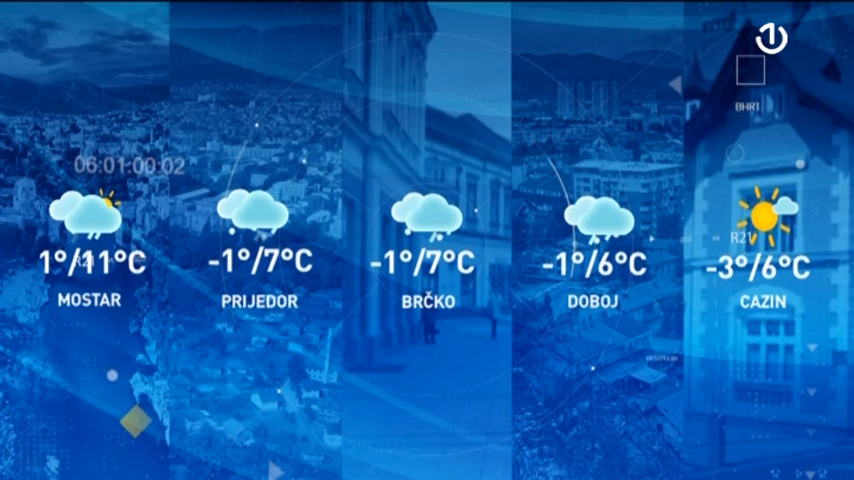 BHR1
06:01:00:02
R21
1°/11°C
-1°/7°C
-1°/7°C
-1°/6°C
-3°/6°C
MOSTAR
PRIJEDOR
BRČKO
DOBOJ
CAZIN